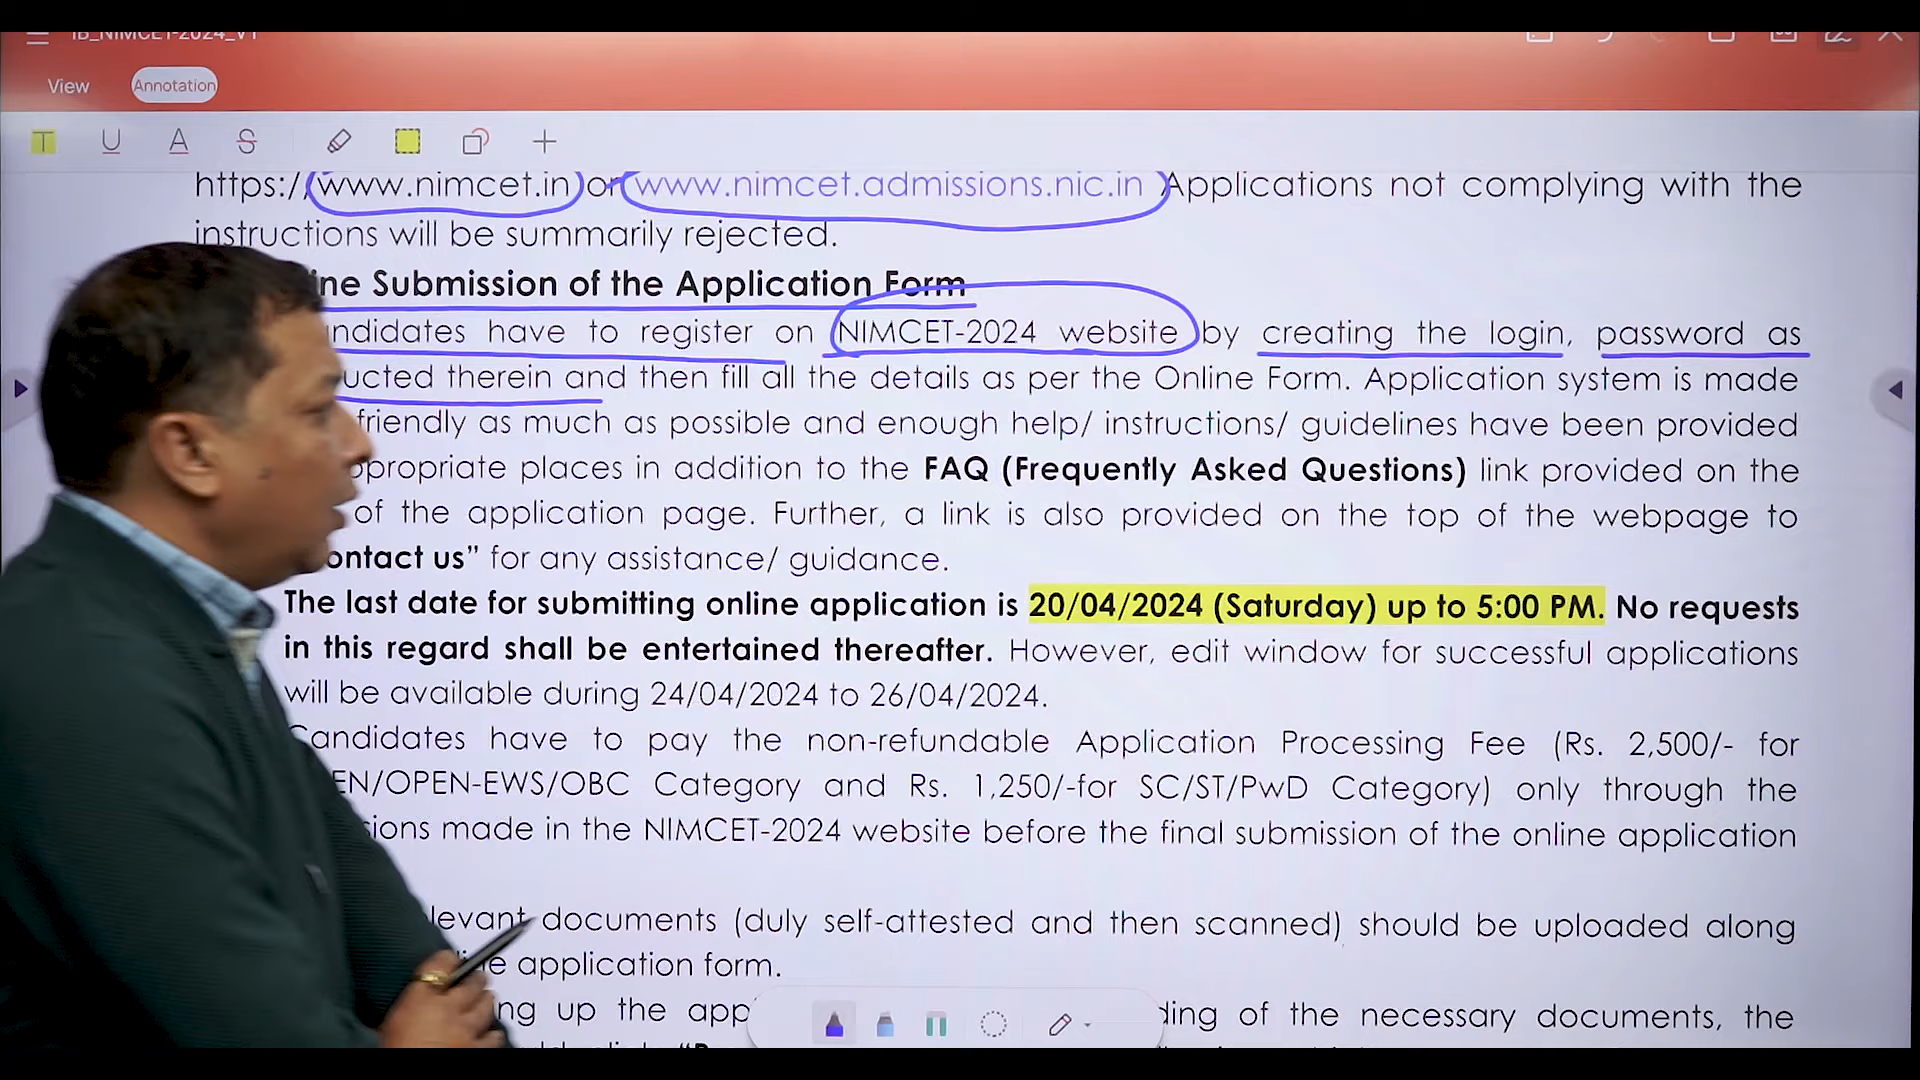 IB_NIMCET-2024_V1
View Annotation
T U A S
https://www.nimcet.in or www.nimcet.admissions.nic.in Applications not complying with the
instructions will be summarily rejected.
ine Submission of the Application Form
andidates have to register on NIMCET-2024 website by creating the login, password as
ucted therein and then fill all the details as per the Online Form. Application system is made
friendly as much as possible and enough help/ instructions/ guidelines have been provided
ppropriate places in addition to the FAQ (Frequently Asked Questions) link provided on the
of the application page. Further, a link is also provided on the top of the webpage to
ontact us" for any assistance/ guidance.
The last date for submitting online application is 20/04/2024 (Saturday) up to 5:00 PM. No requests
in this regard shall be entertained thereafter. However, edit window for successful applications
will be available during 24/04/2024 to 26/04/2024.
Candidates have to pay the non-refundable Application Processing Fee (Rs. 2,500/- for
EN/OPEN-EWS/OBC Category and Rs. 1,250/-for SC/ST/PwD Category) only through the
sions made in the NIMCET-2024 website before the final submission of the online application
levant documents (duly self-attested and then scanned) should be uploaded along
line application form.
ng up the app ding of the necessary documents, the